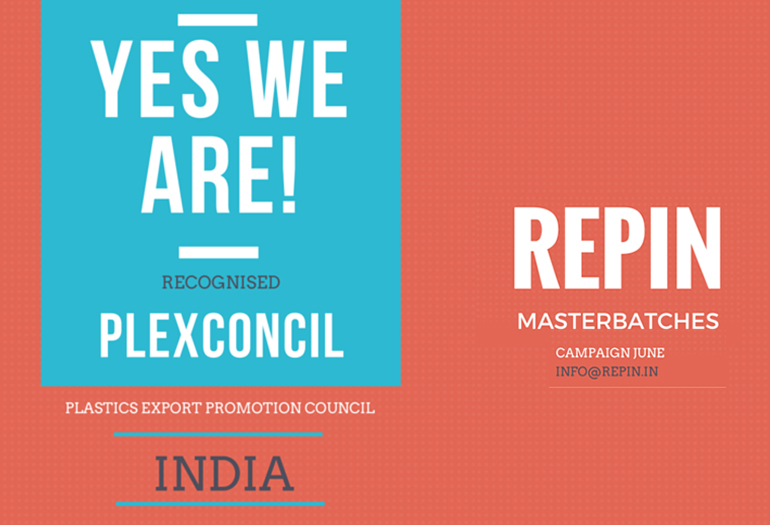 YES WE
ARE!
RECOGNISED
PLEXCONCIL
PLASTICS EXPORT PROMOTION COUNCIL
INDIA
REPIN
MASTERBATCHES
CAMPAIGN JUNE
INFO@REPIN.IN